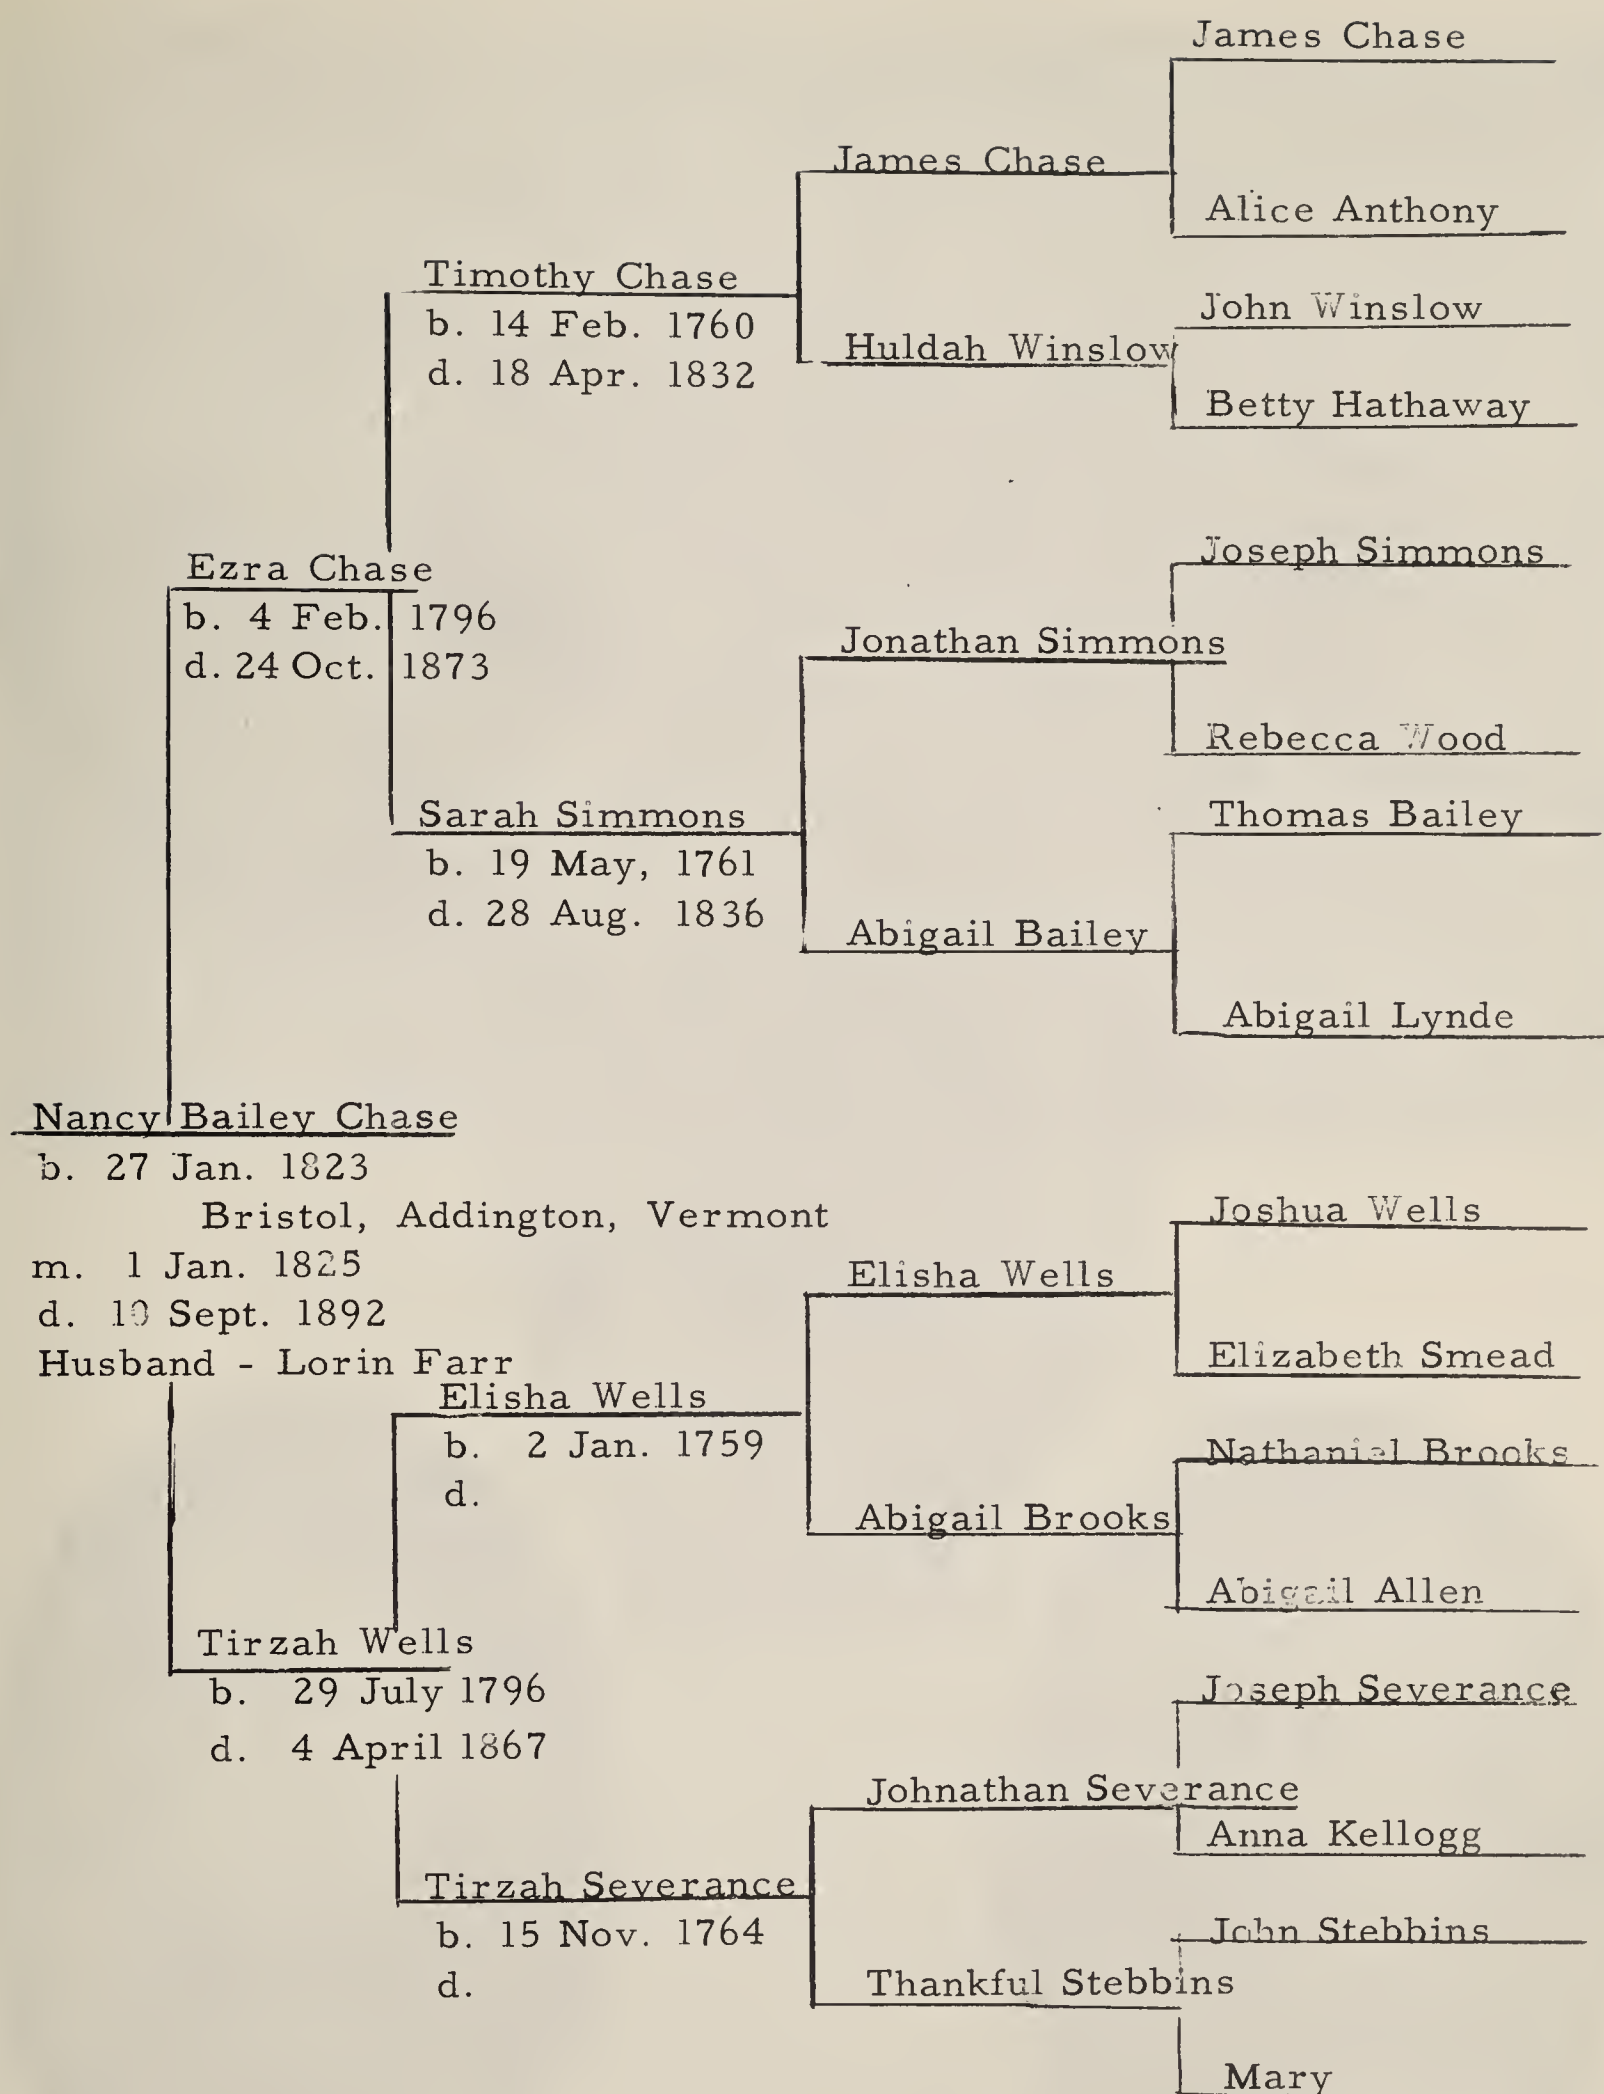 James Chase
James Chase
Alice Anthony
Timothy Chase
b. 14 Feb. 1760
d. 18 Apr. 1832
John Winslow
Huldah Winslow
Betty Hathaway
Joseph Simmons
Ezra Chase
b. 4 Feb. 1796
d. 24 Oct. 1873
Jonathan Simmons
Rebecca Wood
Sarah Simmons
b. 19 May, 1761
d. 28 Aug. 1836
Thomas Bailey
Abigail Bailey
Abigail Lynde
Nancy Bailey Chase
b. 27 Jan. 1823
Bristol, Addington, Vermont
m. 1 Jan. 1825
d. 10 Sept. 1892
Husband - Lorin Farr
Joshua Wells
Elisha Wells
Elizabeth Smead
Elisha Wells
b. 2 Jan. 1759
d.
Nathaniel Brooks
Abigail Brooks
Abigail Allen
Tirzah Wells
b. 29 July 1796
d. 4 April 1867
Joseph Severance
Johnathan Severance
Anna Kellogg
Tirzah Severance
b. 15 Nov. 1764
d.
John Stebbins
Thankful Stebbins
Mary